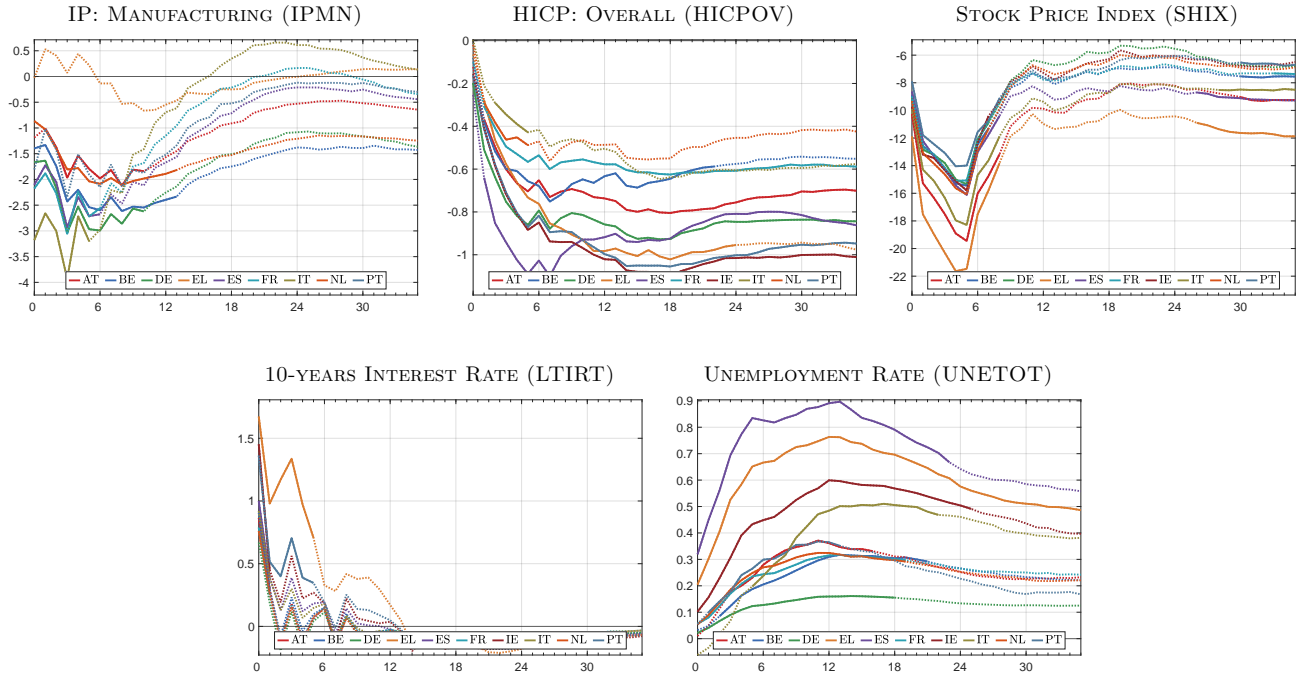 IP: Manufacturing (IPMN)
0.5
0
-0.5
-1
-1.5
-2
-2.5
-3
-3.5
-4
AT BE DE EL ES FR IT NL PT
0 6 12 18 24 30
HICP: Overall (HICPOV)
0
-0.2
-0.4
-0.6
-0.8
-1
AT BE DE EL ES FR IE IT NL PT
0 6 12 18 24 30
Stock Price Index (SHIX)
-6
-8
-10
-12
-14
-16
-18
-20
-22
AT BE DE EL ES FR IE IT NL PT
0 6 12 18 24 30
10-years Interest Rate (LTIRT)
1.5
1
0.5
0
AT BE DE EL ES FR IE IT NL PT
0 6 12 18 24 30
Unemployment Rate (UNETOT)
0.9
0.8
0.7
0.6
0.5
0.4
0.3
0.2
0.1
0
AT BE DE EL ES FR IE IT NL PT
0 6 12 18 24 30